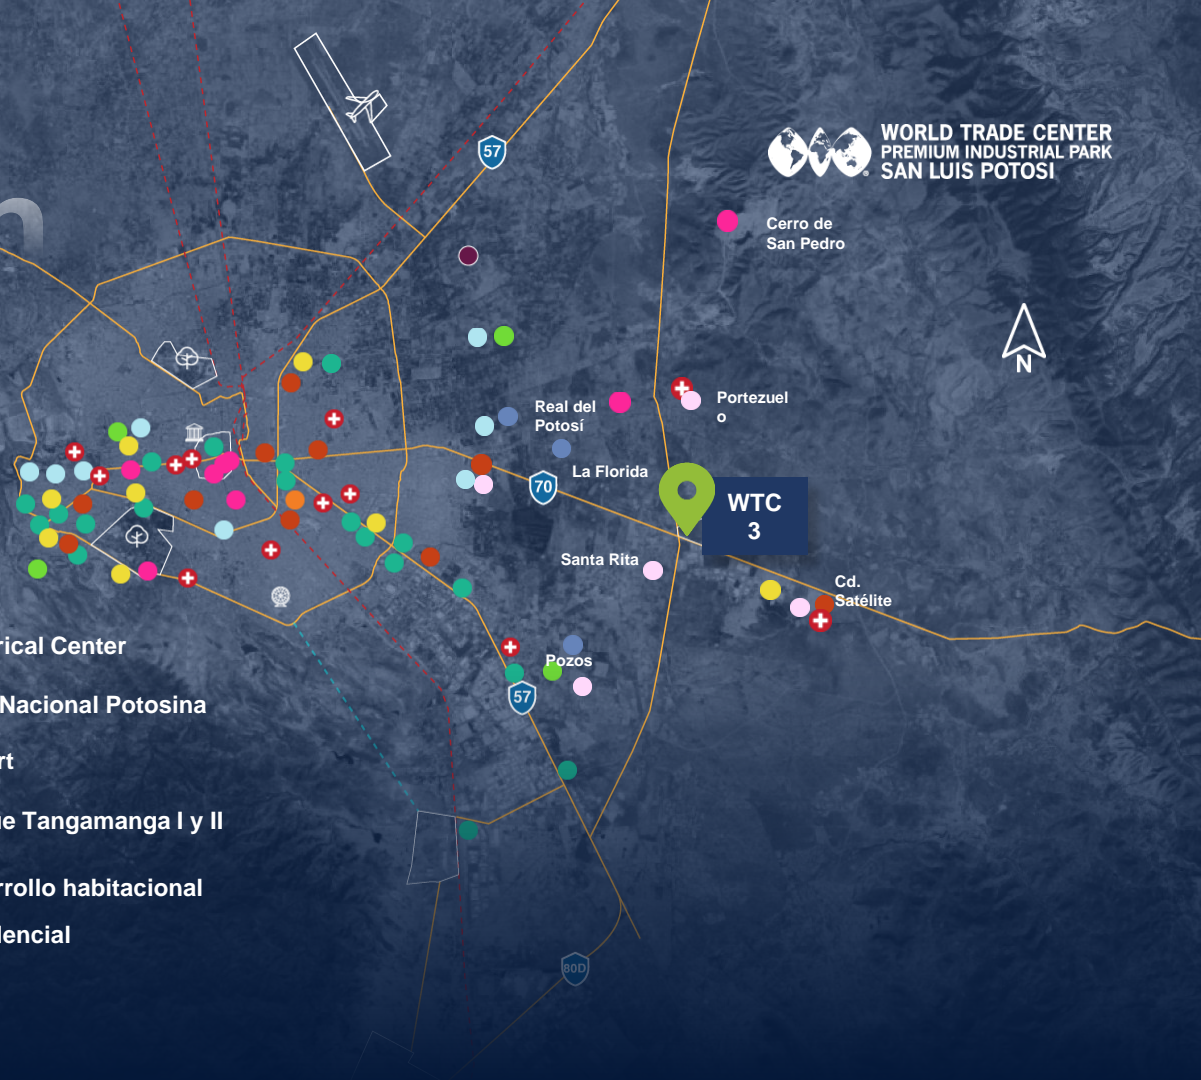 WORLD TRADE CENTER
PREMIUM INDUSTRIAL PARK
SAN LUIS POTOSI
57
Cerro de
San Pedro
N
Real del
Potosí
Portezuel
o
La Florida
70
WTC
3
Santa Rita
Cd.
Satélite
Pozos
57
rical Center
Nacional Potosina
rt
e Tangamanga I y II
rrollo habitacional
dencial
80D